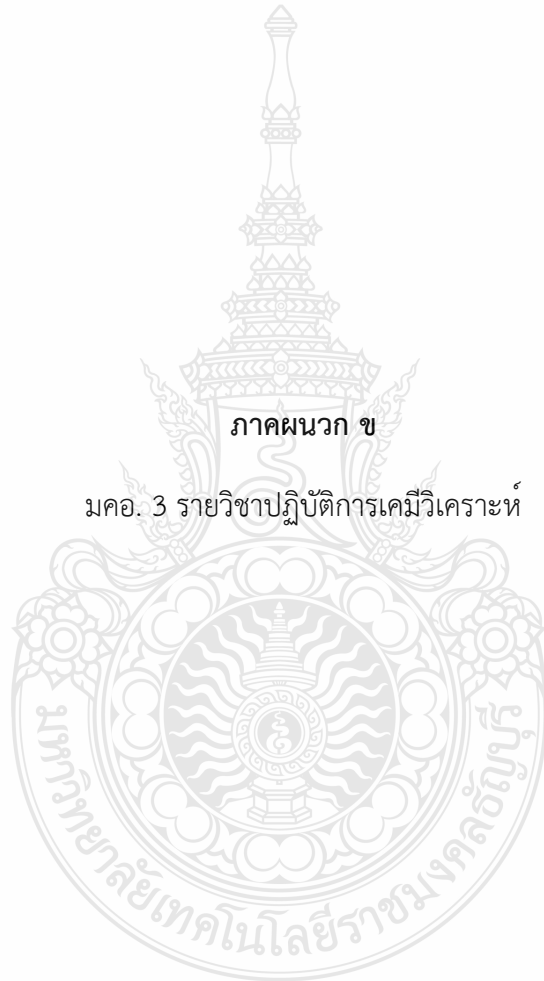 ภาคผนวก ข
มคอ. 3 รายวิชาปฏิบัติการเคมีวิเคราะห์
มหาวิทยาลัยเทคโนโลยีราชมงคลธัญบุรี